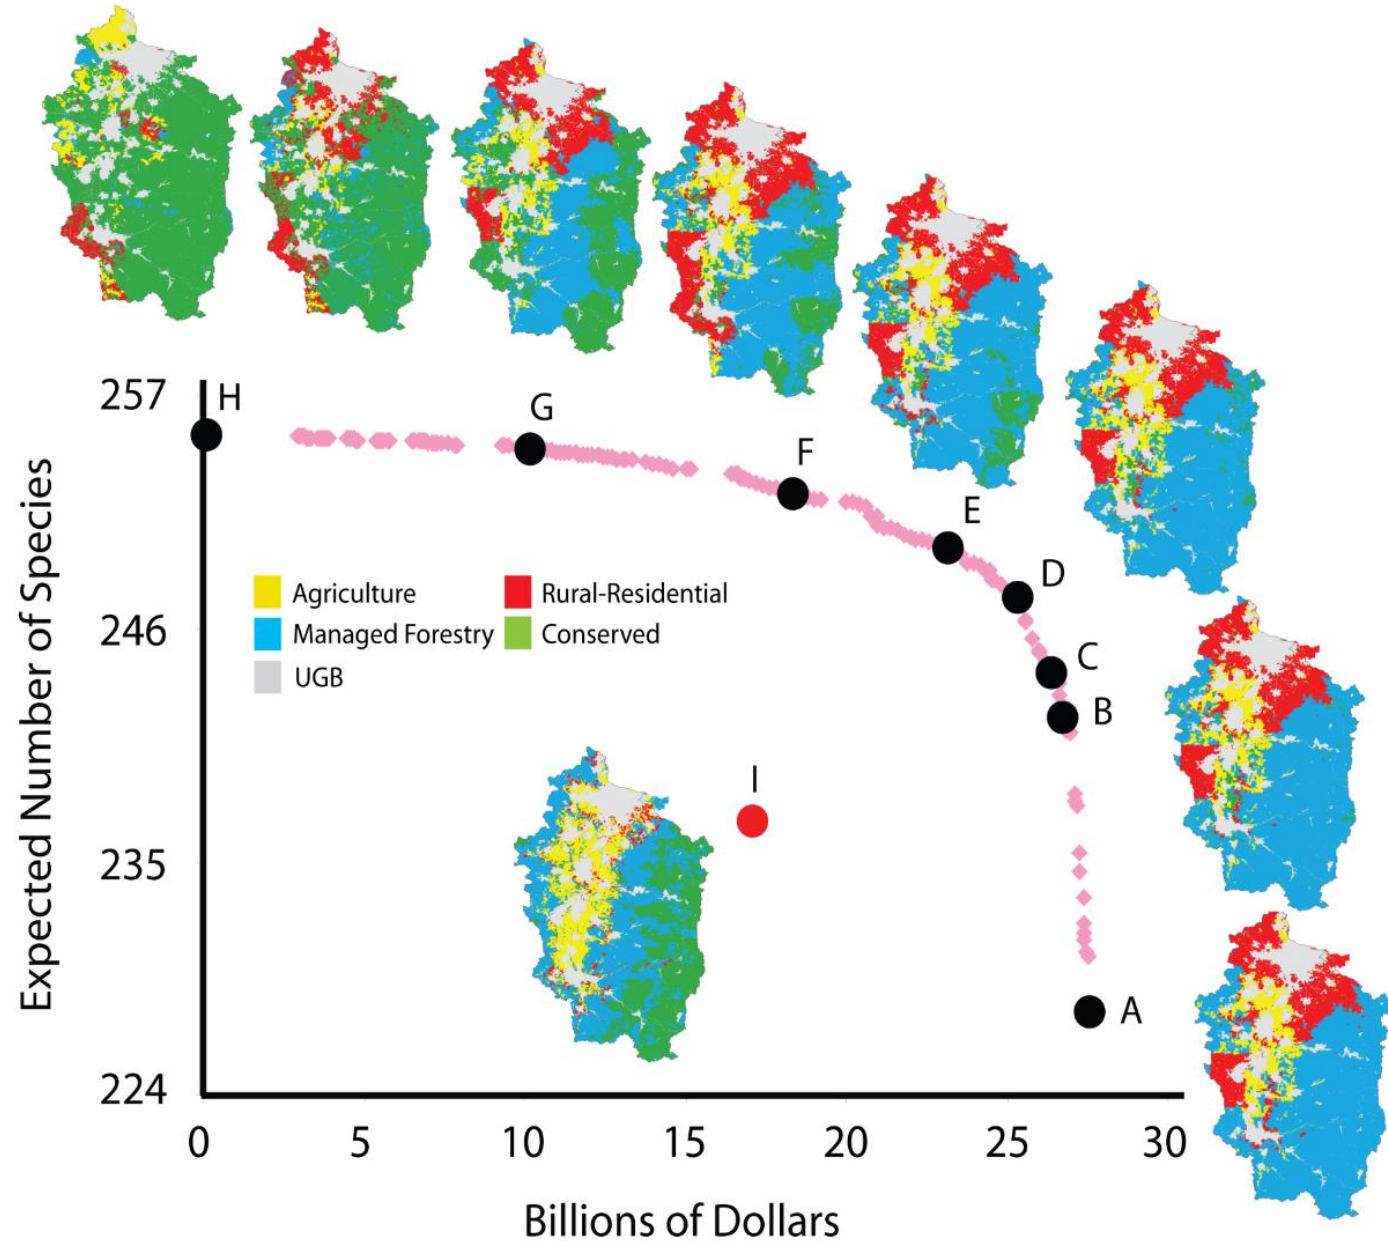 257
H
G
F
E
D
C
B
A
I
Agriculture
Rural-Residential
Managed Forestry
Conserved
UGB
246
235
224
0 5 10 15 20 25 30
Expected Number of Species
Billions of Dollars